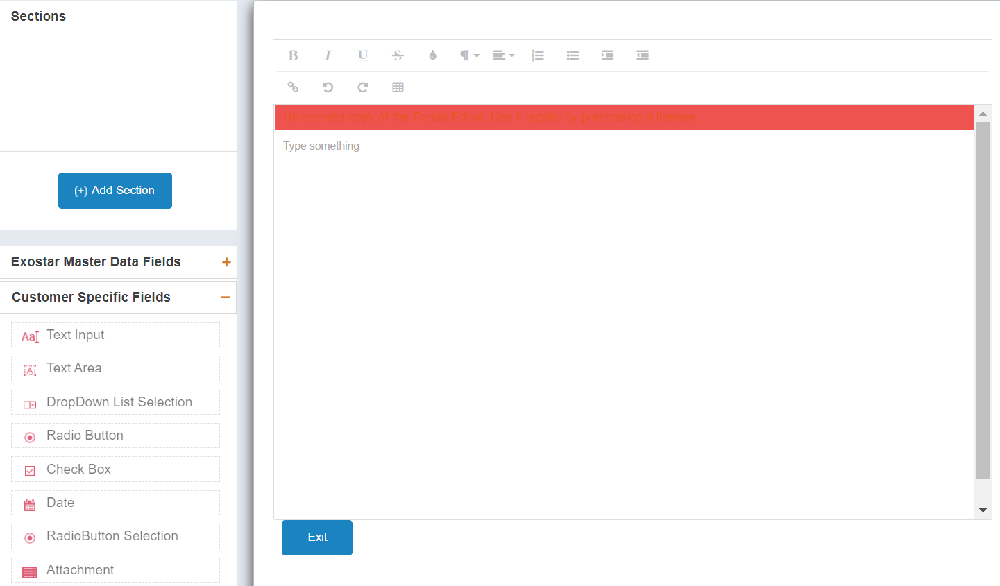 Sections
(+) Add Section
Exostar Master Data Fields
Customer Specific Fields
Text Input
Text Area
DropDown List Selection
Radio Button
Check Box
Date
RadioButton Selection
Attachment
B I U S
Unlicensed copy of the Froala Editor. Use it legally by purchasing a license.
Type something
Exit